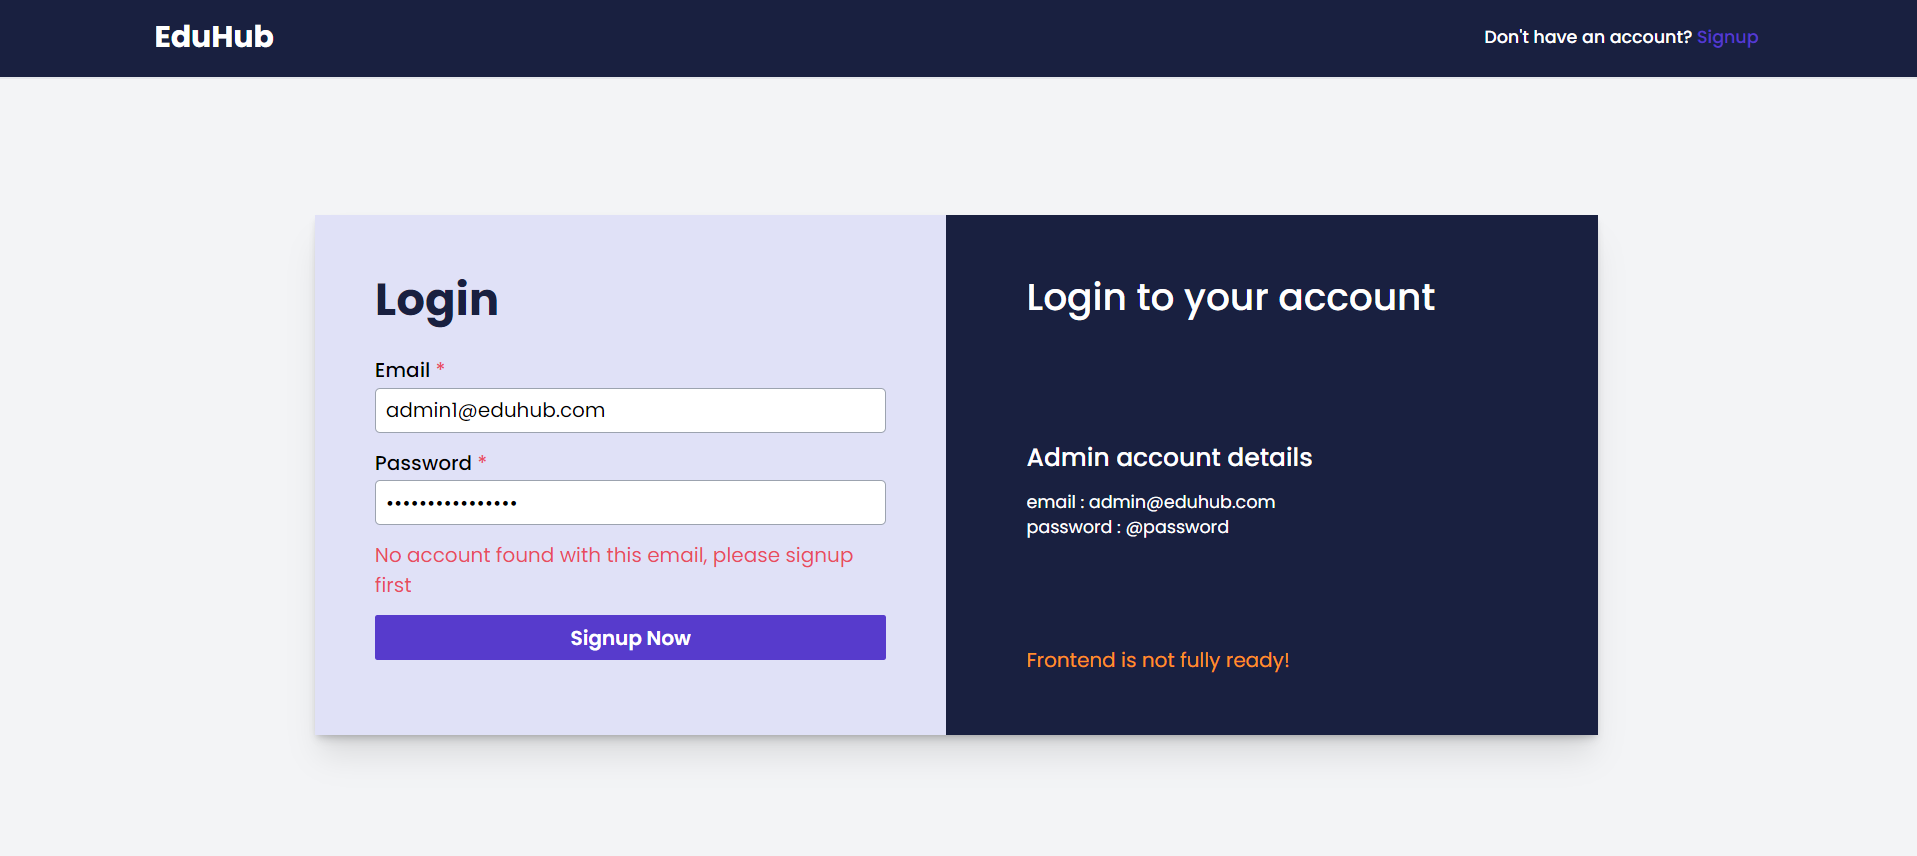 EduHub
Don't have an account? Signup
Login
Email *
admin1@eduhub.com
Password *
••••••••••••••••
No account found with this email, please signup
first
Signup Now
Login to your account
Admin account details
email : admin@eduhub.com
password : @password
Frontend is not fully ready!